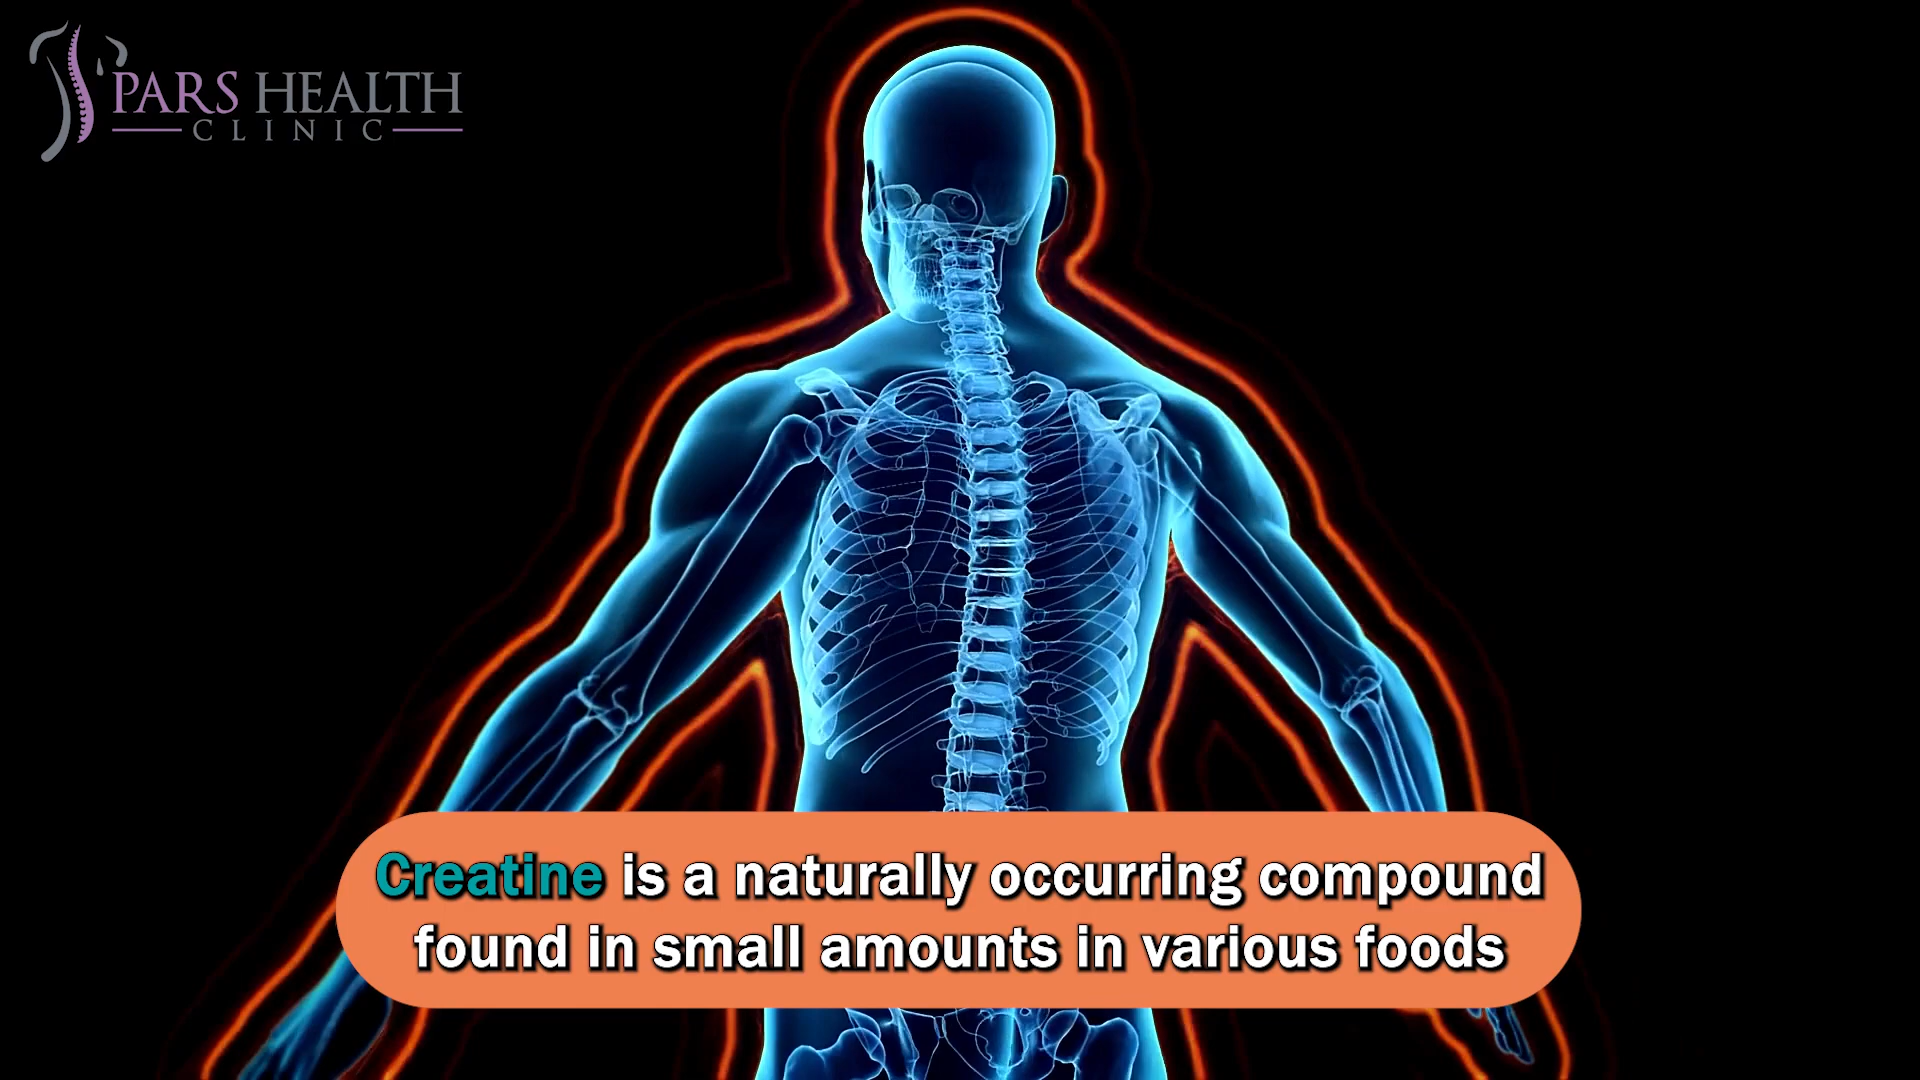 PARS HEALTH
CLINIC
Creatine is a naturally occurring compound
found in small amounts in various foods